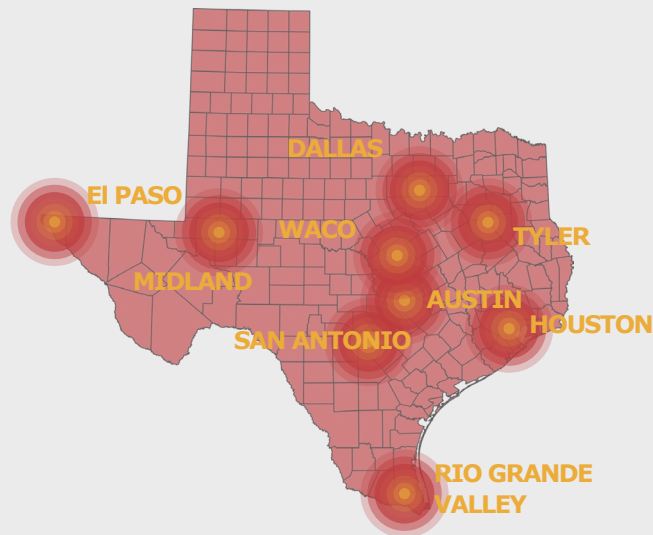 DALLAS
El PASO
WACO
TYLER
MIDLAND
AUSTIN
HOUSTON
SAN ANTONIO
RIO GRANDE
VALLEY